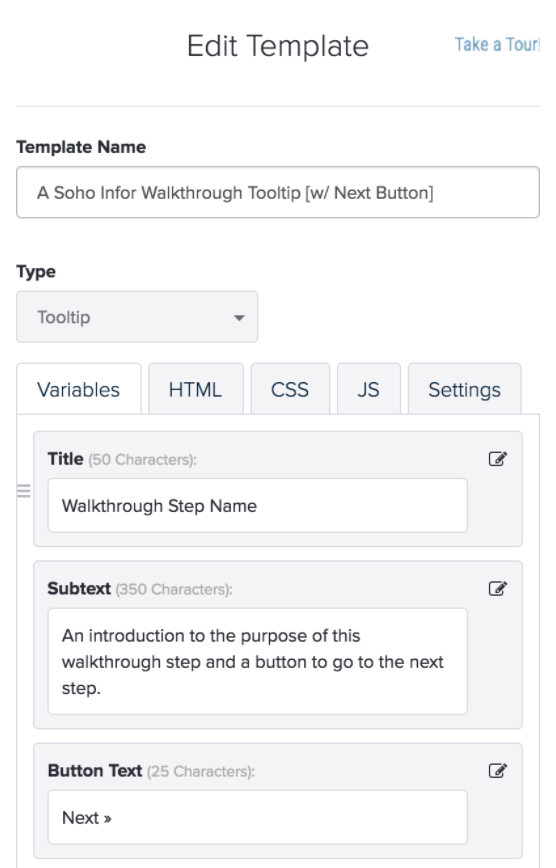 Edit Template
Take a Tour!
Template Name
A Soho Infor Walkthrough Tooltip [w/ Next Button]
Type
Tooltip
Variables
HTML
CSS
JS
Settings
Title (50 Characters):
Walkthrough Step Name
Subtext (350 Characters):
An introduction to the purpose of this
walkthrough step and a button to go to the next
step.
Button Text (25 Characters):
Next »